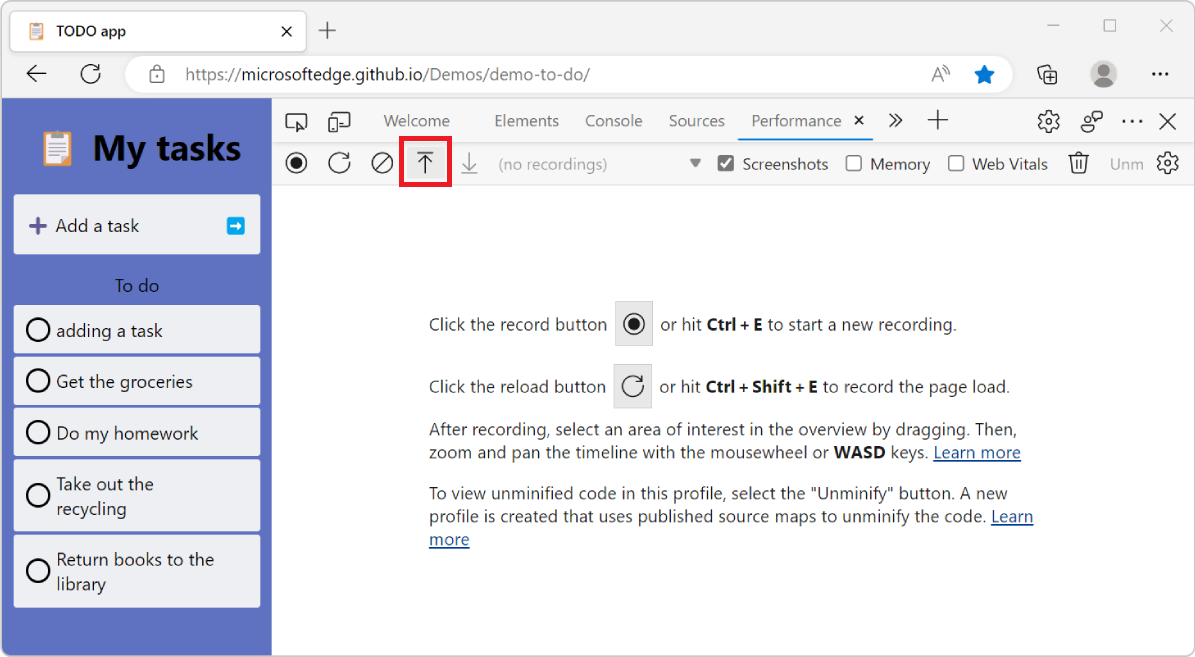 TODO app
https://microsoftedge.github.io/Demos/demo-to-do/
My tasks
Add a task
To do
adding a task
Get the groceries
Do my homework
Take out the
recycling
Return books to the
library
Welcome Elements Console Sources Performance
(no recordings) Screenshots Memory Web Vitals Unm
Click the record button or hit Ctrl + E to start a new recording.
Click the reload button or hit Ctrl + Shift + E to record the page load.
After recording, select an area of interest in the overview by dragging. Then,
zoom and pan the timeline with the mousewheel or WASD keys. Learn more
To view unminified code in this profile, select the "Unminify" button. A new
profile is created that uses published source maps to unminify the code. Learn
more